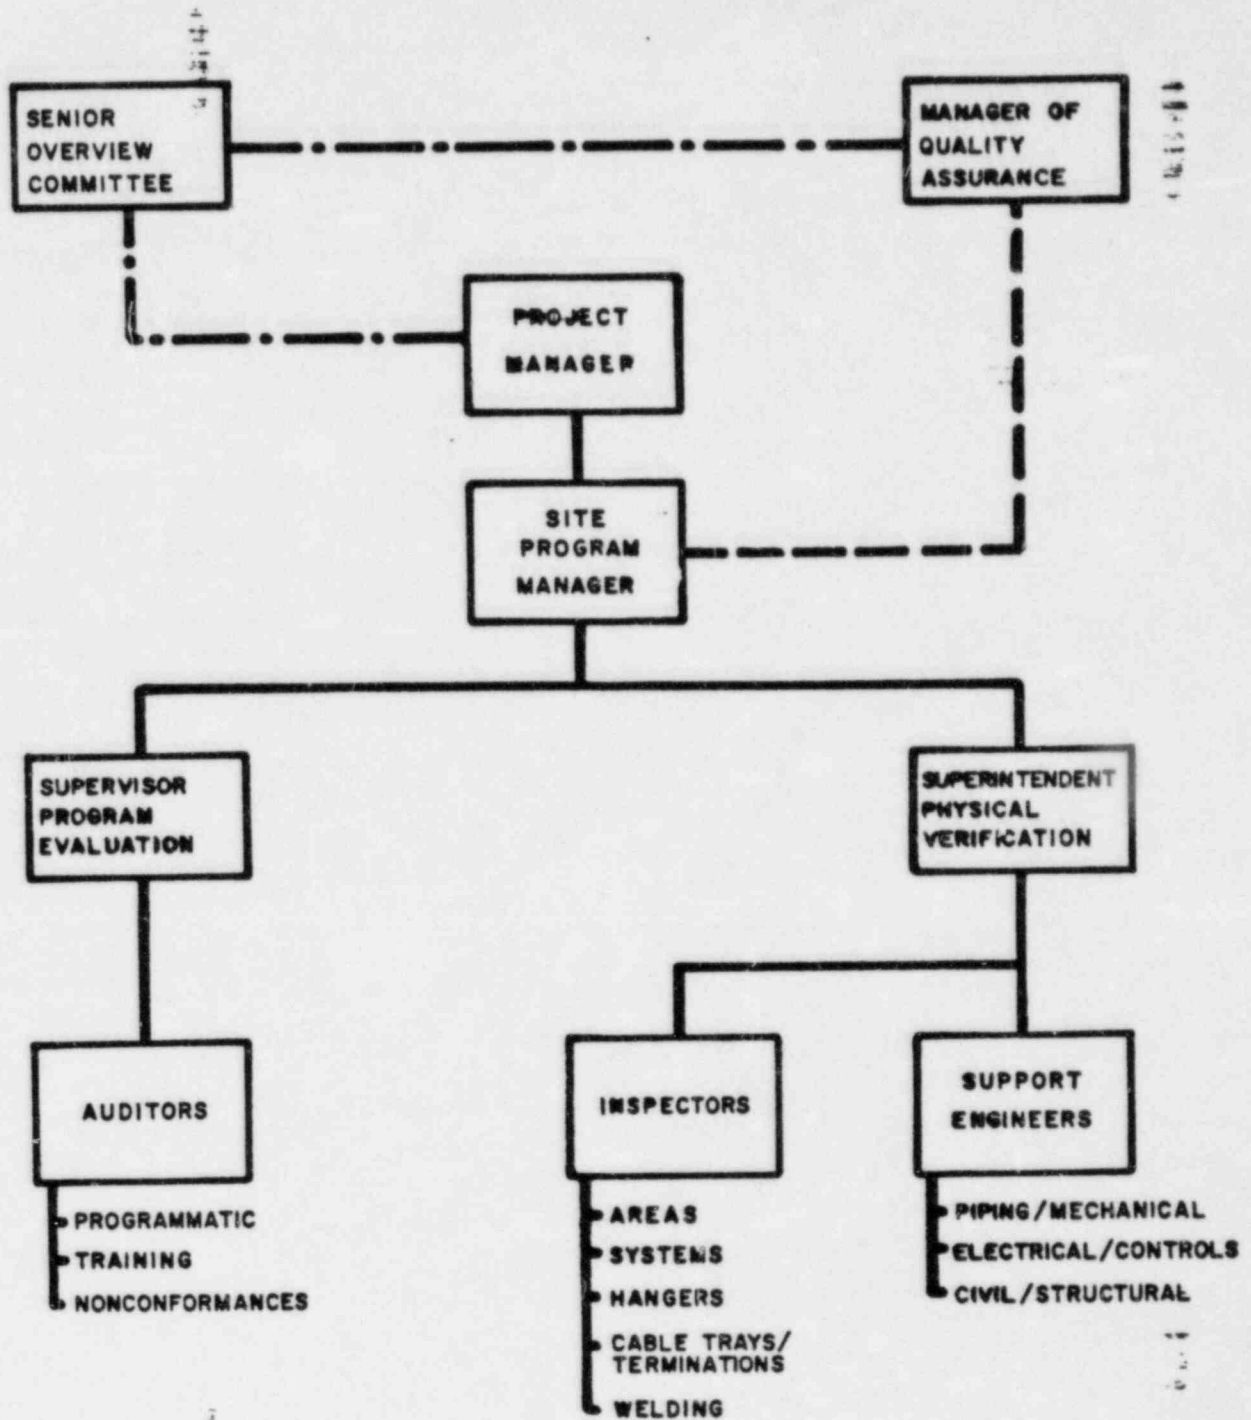 SENIOR
OVERVIEW
COMMITTEE
MANAGER OF
QUALITY
ASSURANCE
PROJECT
MANAGER
SITE
PROGRAM
MANAGER
SUPERVISOR
PROGRAM
EVALUATION
SUPERINTENDENT
PHYSICAL
VERIFICATION
AUDITORS
PROGRAMMATIC
TRAINING
NONCONFORMANCES
INSPECTORS
AREAS
SYSTEMS
HANGERS
CABLE TRAYS/
TERMINATIONS
WELDING
SUPPORT
ENGINEERS
PIPING/MECHANICAL
ELECTRICAL/CONTROLS
CIVIL/STRUCTURAL